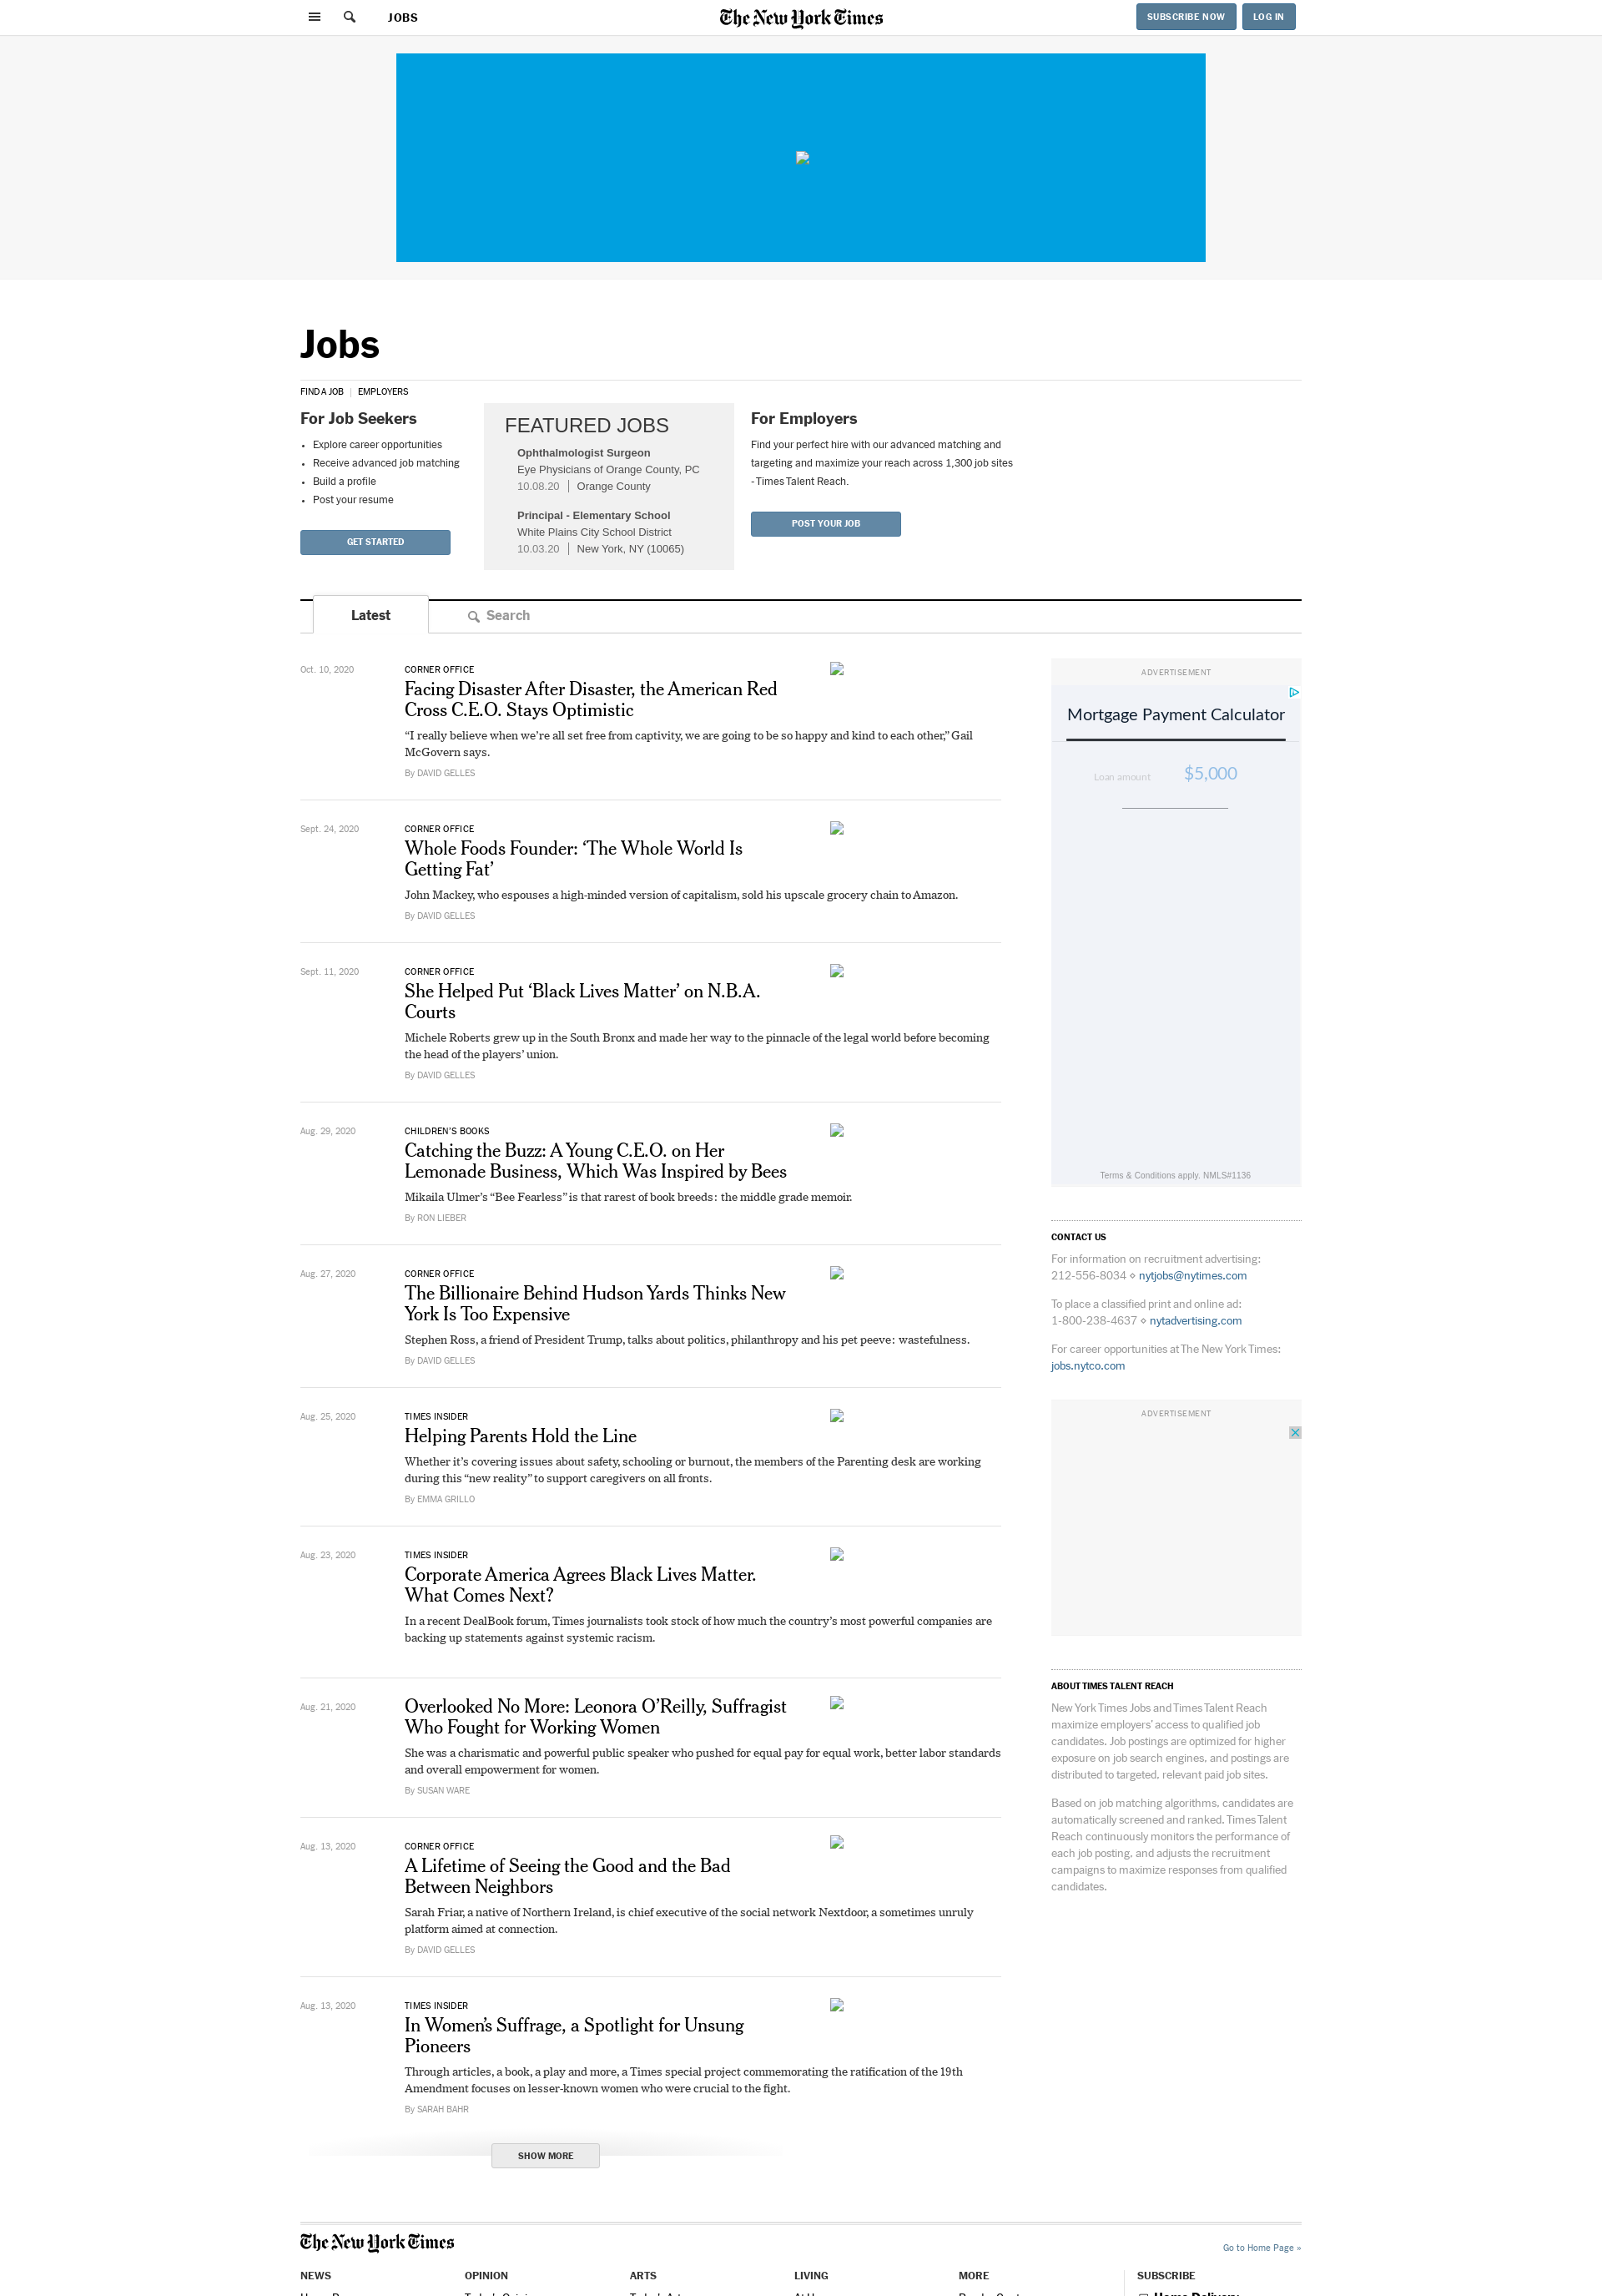 JOBS
The New York Times
SUBSCRIBE NOW
LOG IN
Jobs
FIND A JOB | EMPLOYERS
For Job Seekers
• Explore career opportunities
• Receive advanced job matching
• Build a profile
• Post your resume
GET STARTED
FEATURED JOBS
Ophthalmologist Surgeon
Eye Physicians of Orange County, PC
10.08.20 | Orange County
Principal - Elementary School
White Plains City School District
10.03.20 | New York, NY (10065)
For Employers
Find your perfect hire with our advanced matching and
targeting and maximize your reach across 1,300 job sites
- Times Talent Reach.
POST YOUR JOB
Latest
Search
Oct. 10, 2020
CORNER OFFICE
Facing Disaster After Disaster, the American Red
Cross C.E.O. Stays Optimistic
“I really believe when we’re all set free from captivity, we are going to be so happy and kind to each other,” Gail
McGovern says.
By DAVID GELLES
Sept. 24, 2020
CORNER OFFICE
Whole Foods Founder: ‘The Whole World Is
Getting Fat’
John Mackey, who espouses a high-minded version of capitalism, sold his upscale grocery chain to Amazon.
By DAVID GELLES
Sept. 11, 2020
CORNER OFFICE
She Helped Put ‘Black Lives Matter’ on N.B.A.
Courts
Michele Roberts grew up in the South Bronx and made her way to the pinnacle of the legal world before becoming
the head of the players’ union.
By DAVID GELLES
Aug. 29, 2020
CHILDREN’S BOOKS
Catching the Buzz: A Young C.E.O. on Her
Lemonade Business, Which Was Inspired by Bees
Mikaila Ulmer’s “Bee Fearless” is that rarest of book breeds: the middle grade memoir.
By RON LIEBER
Aug. 27, 2020
CORNER OFFICE
The Billionaire Behind Hudson Yards Thinks New
York Is Too Expensive
Stephen Ross, a friend of President Trump, talks about politics, philanthropy and his pet peeve: wastefulness.
By DAVID GELLES
Aug. 25, 2020
TIMES INSIDER
Helping Parents Hold the Line
Whether it’s covering issues about safety, schooling or burnout, the members of the Parenting desk are working
during this “new reality” to support caregivers on all fronts.
By EMMA GRILLO
Aug. 23, 2020
TIMES INSIDER
Corporate America Agrees Black Lives Matter.
What Comes Next?
In a recent DealBook forum, Times journalists took stock of how much the country’s most powerful companies are
backing up statements against systemic racism.
Aug. 21, 2020
Overlooked No More: Leonora O’Reilly, Suffragist
Who Fought for Working Women
She was a charismatic and powerful public speaker who pushed for equal pay for equal work, better labor standards
and overall empowerment for women.
By SUSAN WARE
Aug. 13, 2020
CORNER OFFICE
A Lifetime of Seeing the Good and the Bad
Between Neighbors
Sarah Friar, a native of Northern Ireland, is chief executive of the social network Nextdoor, a sometimes unruly
platform aimed at connection.
By DAVID GELLES
Aug. 13, 2020
TIMES INSIDER
In Women’s Suffrage, a Spotlight for Unsung
Pioneers
Through articles, a book, a play and more, a Times special project commemorating the ratification of the 19th
Amendment focuses on lesser-known women who were crucial to the fight.
By SARAH BAHR
SHOW MORE
ADVERTISEMENT
Mortgage Payment Calculator
Loan amount $5,000
Terms & Conditions apply. NMLS#1136
CONTACT US
For information on recruitment advertising:
212-556-8034 ⋄ nytjobs@nytimes.com
To place a classified print and online ad:
1-800-238-4637 ⋄ nytadvertising.com
For career opportunities at The New York Times:
jobs.nytco.com
ADVERTISEMENT
ABOUT TIMES TALENT REACH
New York Times Jobs and Times Talent Reach
maximize employers’ access to qualified job
candidates. Job postings are optimized for higher
exposure on job search engines, and postings are
distributed to targeted, relevant paid job sites.
Based on job matching algorithms, candidates are
automatically screened and ranked. Times Talent
Reach continuously monitors the performance of
each job posting, and adjusts the recruitment
campaigns to maximize responses from qualified
candidates.
The New York Times
Go to Home Page »
NEWS
OPINION
ARTS
LIVING
MORE
SUBSCRIBE